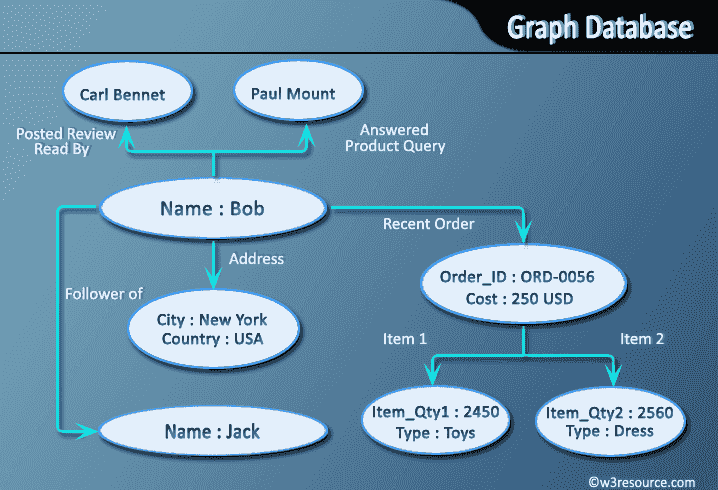 Graph Database
Carl Bennet
Paul Mount
Posted Review
Read By
Answered
Product Query
Name : Bob
Recent Order
Address
Order_ID : ORD-0056
Cost : 250 USD
Follower of
City : New York
Country : USA
Item 1
Item 2
Name : Jack
Item_Qty1 : 2450
Type : Toys
Item_Qty2 : 2560
Type : Dress
©w3resource.com